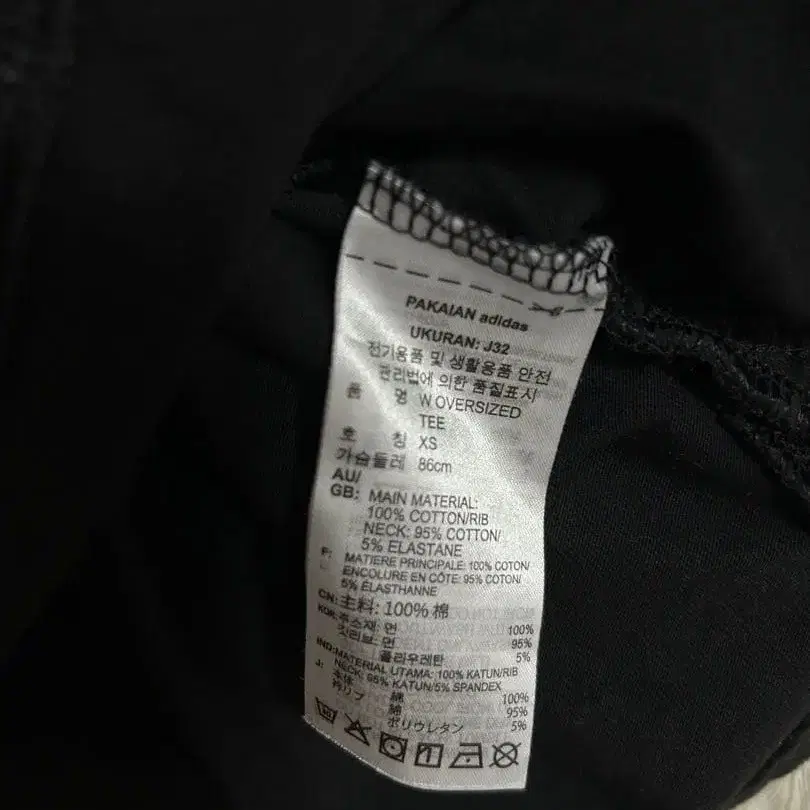 PAKAIAN adidas
UKURAN: J32
전기용품 및 생활용품 안전
관리법에 의한 품질표시
품 명 W OVERSIZED
TEE
호 칭 XS
가슴둘레 86cm
AU/
GB: MAIN MATERIAL:
100% COTTON/RIB
NECK: 95% COTTON/
5% ELASTANE
F: MATIERE PRINCIPALE: 100% COTON/
ENCOLURE EN CÔTE: 95% COTON/
5% ÉLASTHANNE
CN: 主料: 100% 棉
KOR: 주소재: 면 100%
깃리브: 면 95%
폴리우레탄 5%
IND: MATERIAL UTAMA: 100% KATUN/RIB
NECK: 95% KATUN/5% SPANDEX
J: 本体 綿 100%
衿リブ 綿 95%
ポリウレタン 5%